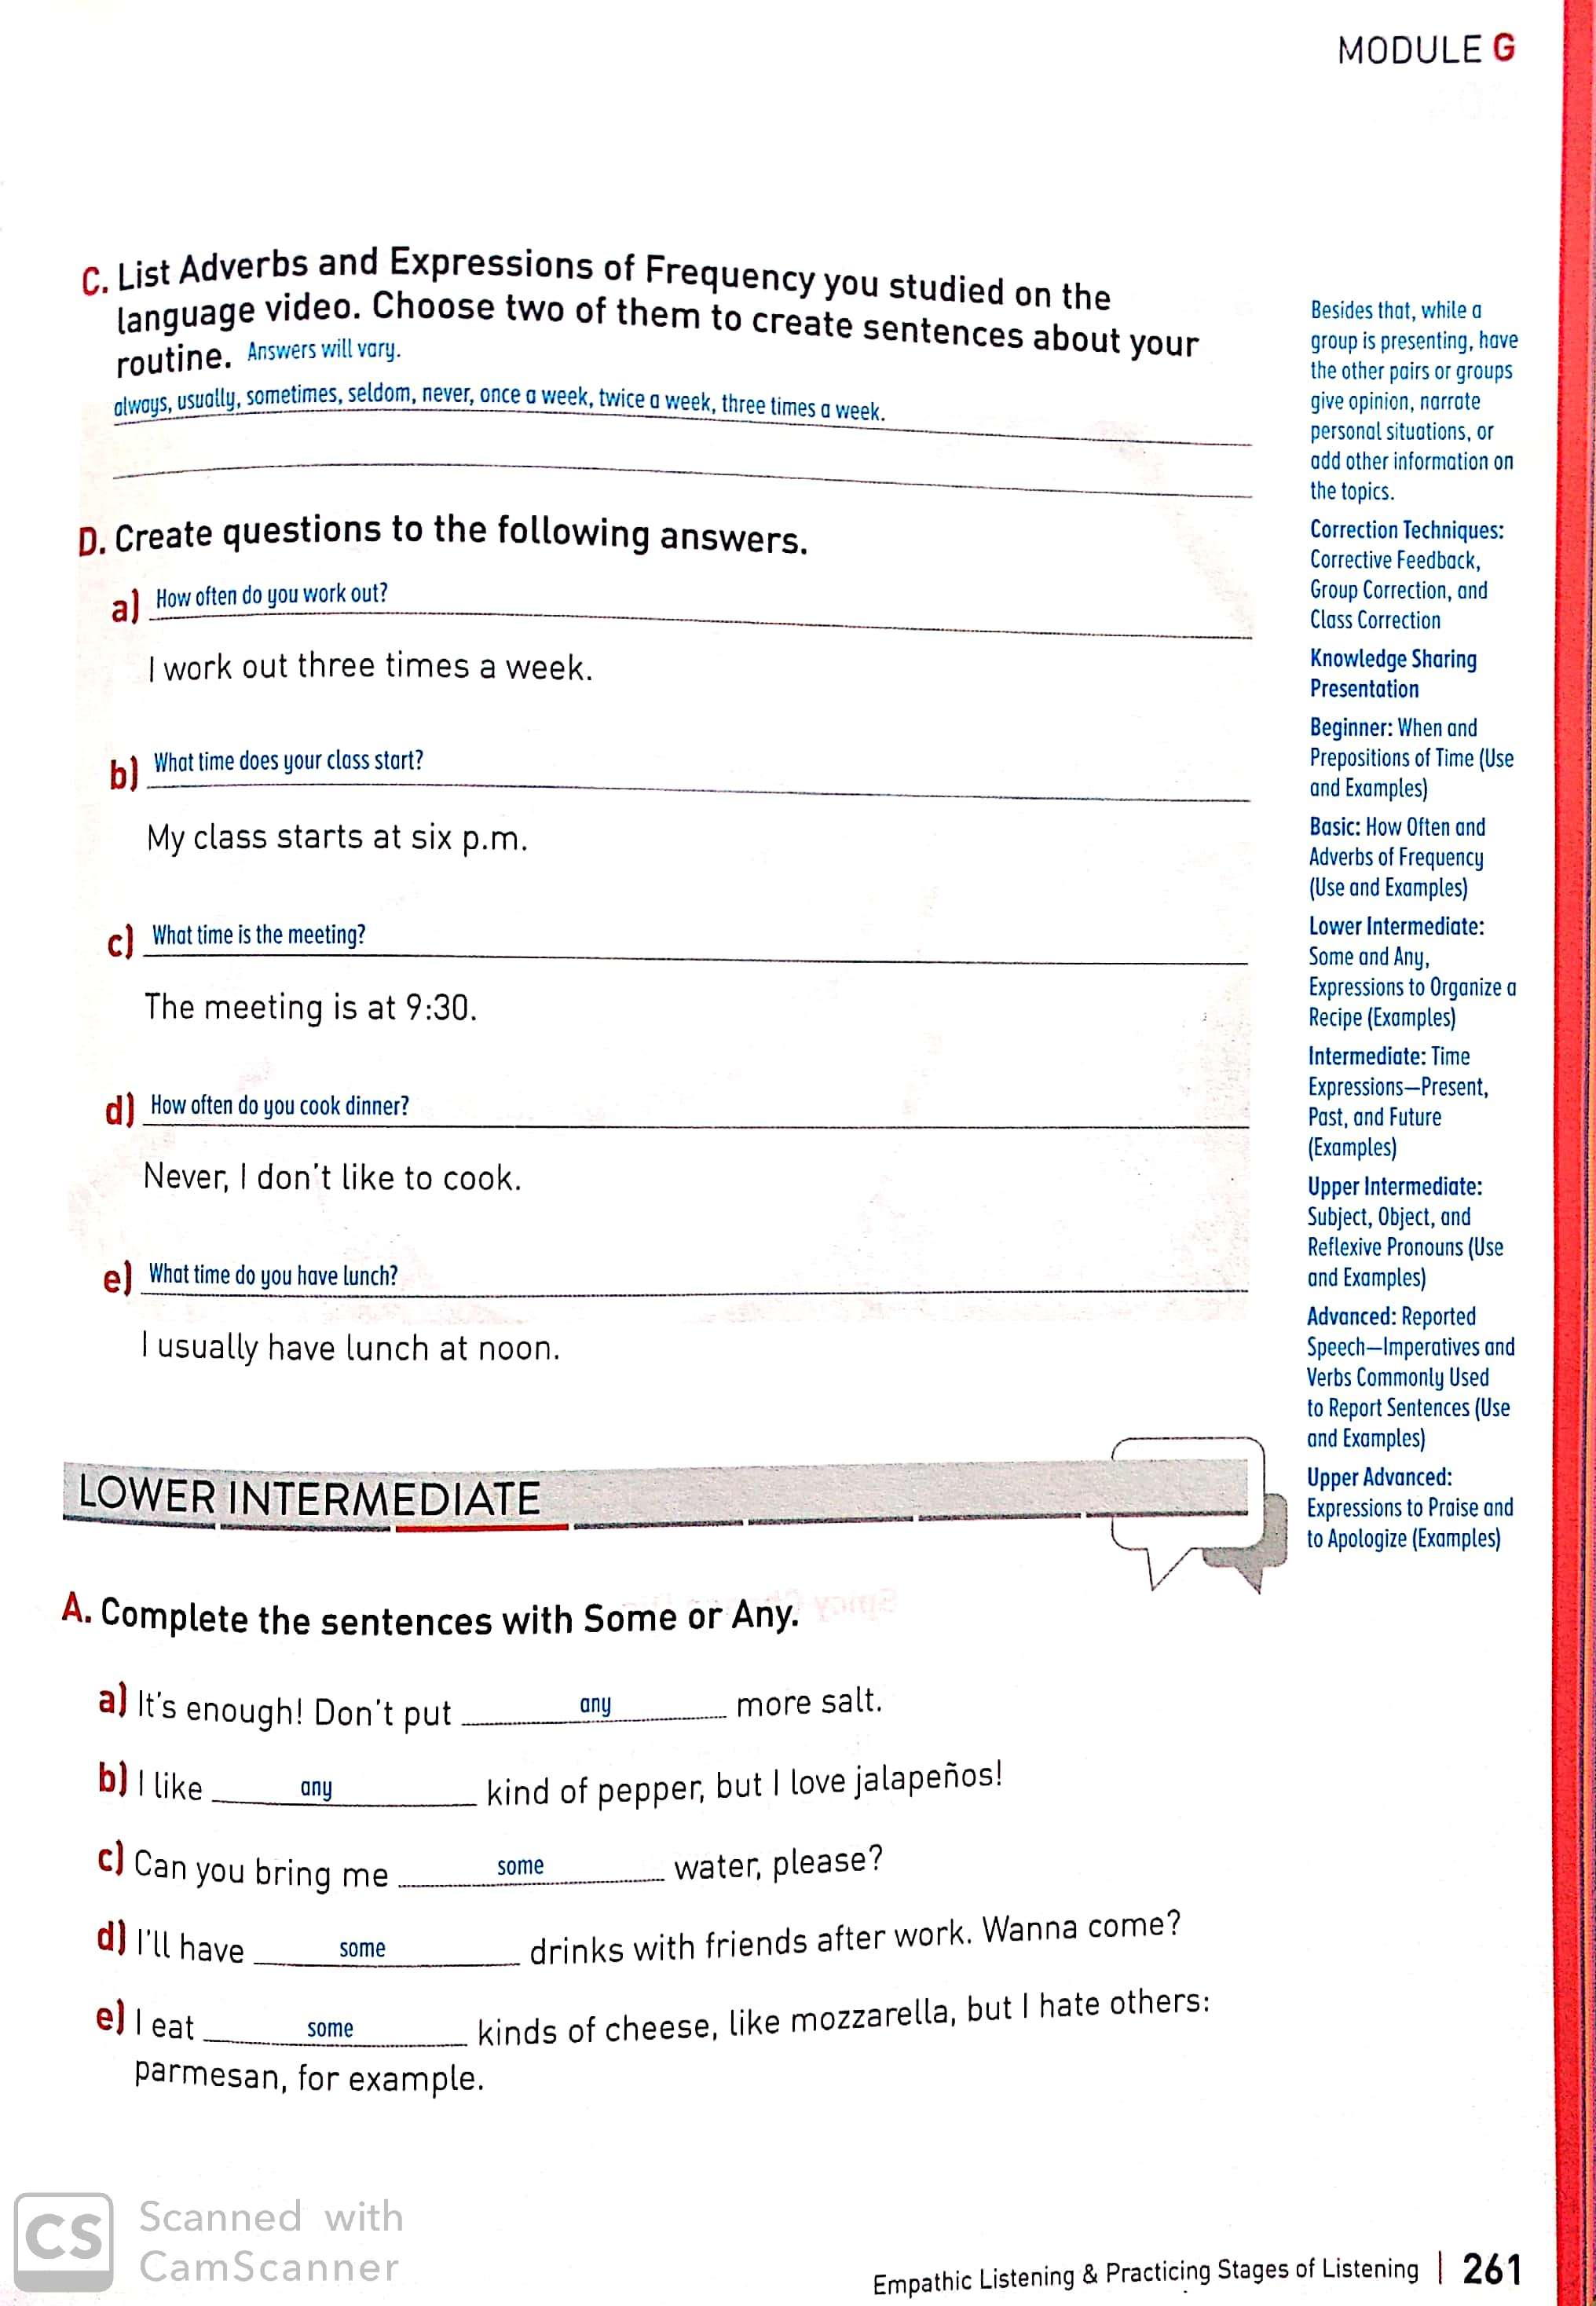 MODULE G
C. List Adverbs and Expressions of Frequency you studied on the
language video. Choose two of them to create sentences about your
routine. Answers will vary.
always, usually, sometimes, seldom, never, once a week, twice a week, three times a week.
D. Create questions to the following answers.
a) How often do you work out?
I work out three times a week.
b) What time does your class start?
My class starts at six p.m.
c) What time is the meeting?
The meeting is at 9:30.
d) How often do you cook dinner?
Never, I don't like to cook.
e) What time do you have lunch?
I usually have lunch at noon.
Besides that, while a
group is presenting, have
the other pairs or groups
give opinion, narrate
personal situations, or
add other information on
the topics.
Correction Techniques:
Corrective Feedback,
Group Correction, and
Class Correction
Knowledge Sharing
Presentation
Beginner: When and
Prepositions of Time (Use
and Examples)
Basic: How Often and
Adverbs of Frequency
(Use and Examples)
Lower Intermediate:
Some and Any,
Expressions to Organize a
Recipe (Examples)
Intermediate: Time
Expressions—Present,
Past, and Future
(Examples)
Upper Intermediate:
Subject, Object, and
Reflexive Pronouns (Use
and Examples)
Advanced: Reported
Speech—Imperatives and
Verbs Commonly Used
to Report Sentences (Use
and Examples)
Upper Advanced:
Expressions to Praise and
to Apologize (Examples)
LOWER INTERMEDIATE
A. Complete the sentences with Some or Any.
a) It's enough! Don't put any more salt.
b) I like any kind of pepper, but I love jalapeños!
c) Can you bring me some water, please?
d) I'll have some drinks with friends after work. Wanna come?
e) I eat some kinds of cheese, like mozzarella, but I hate others:
parmesan, for example.
CS Scanned with
CamScanner
Empathic Listening & Practicing Stages of Listening | 261